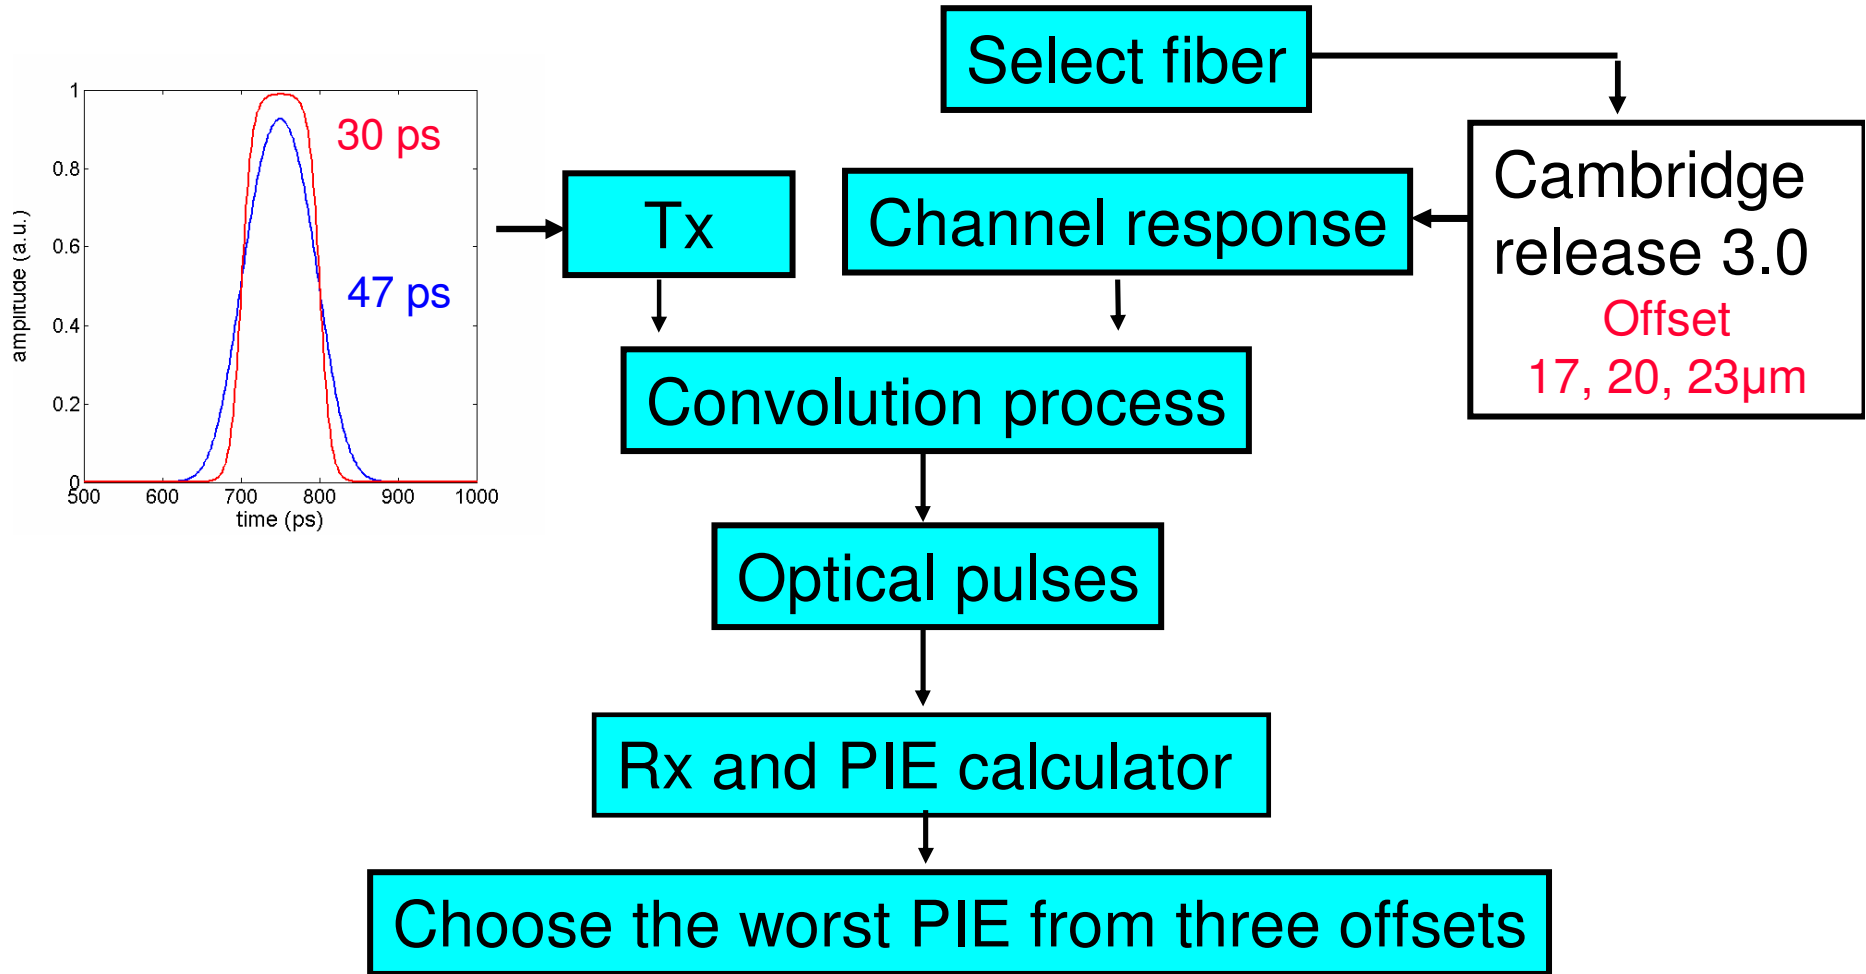 Select fiber
1
0.8
0.6
0.4
0.2
0
500 600 700 800 900 1000
time (ps)
amplitude (a.u.)
30 ps
47 ps
Tx
Channel response
Cambridge
release 3.0
Offset
17, 20, 23µm
Convolution process
Optical pulses
Rx and PIE calculator
Choose the worst PIE from three offsets